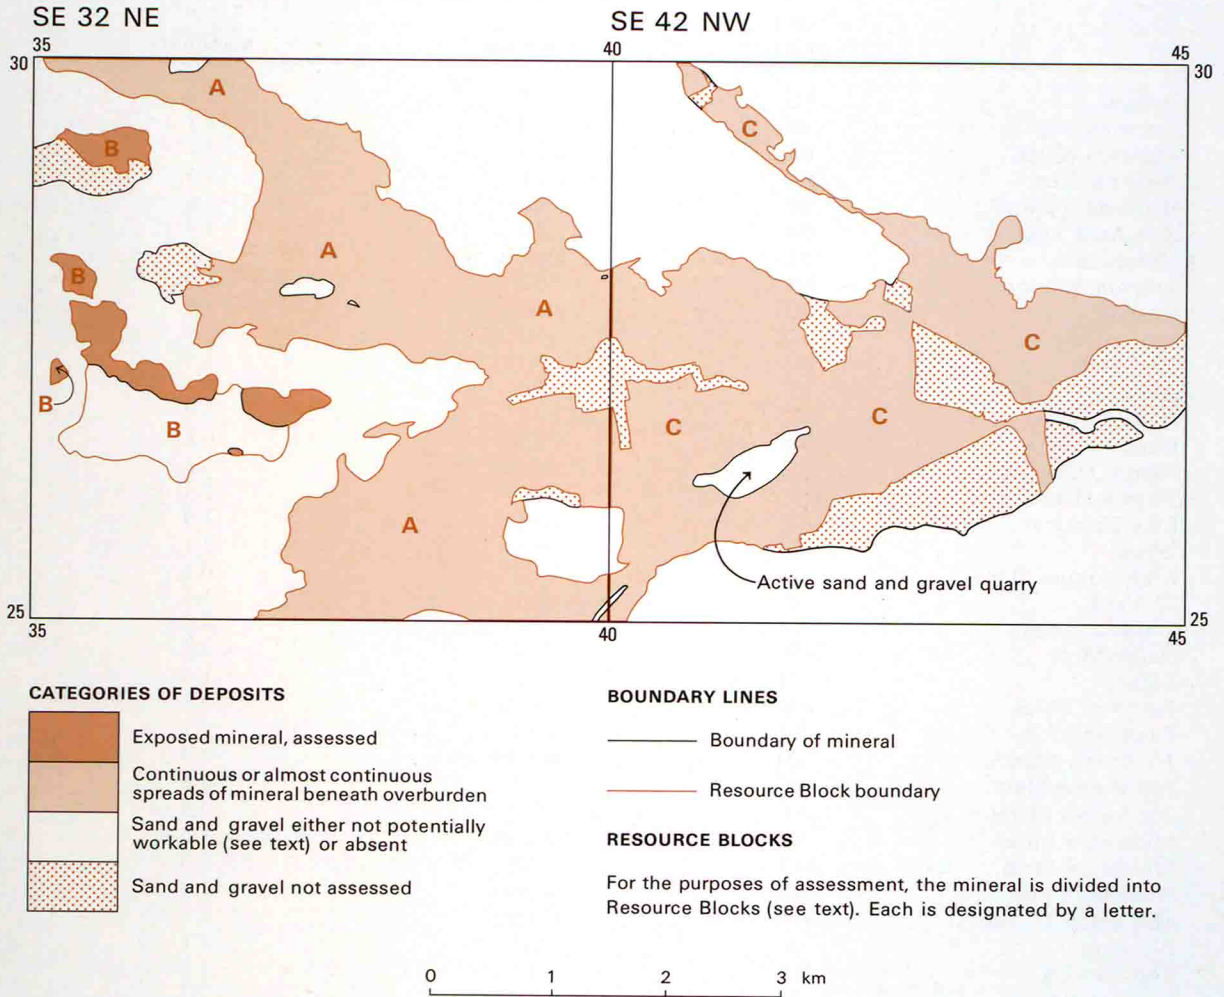 SE 32 NE
SE 42 NW
35
40
45
30
30
A
B
C
A
B
A
C
B
B
C
C
A
Active sand and gravel quarry
25
25
35
40
45
CATEGORIES OF DEPOSITS
Exposed mineral, assessed
Continuous or almost continuous
spreads of mineral beneath overburden
Sand and gravel either not potentially
workable (see text) or absent
Sand and gravel not assessed
BOUNDARY LINES
Boundary of mineral
Resource Block boundary
RESOURCE BLOCKS
For the purposes of assessment, the mineral is divided into
Resource Blocks (see text). Each is designated by a letter.
0 1 2 3 km